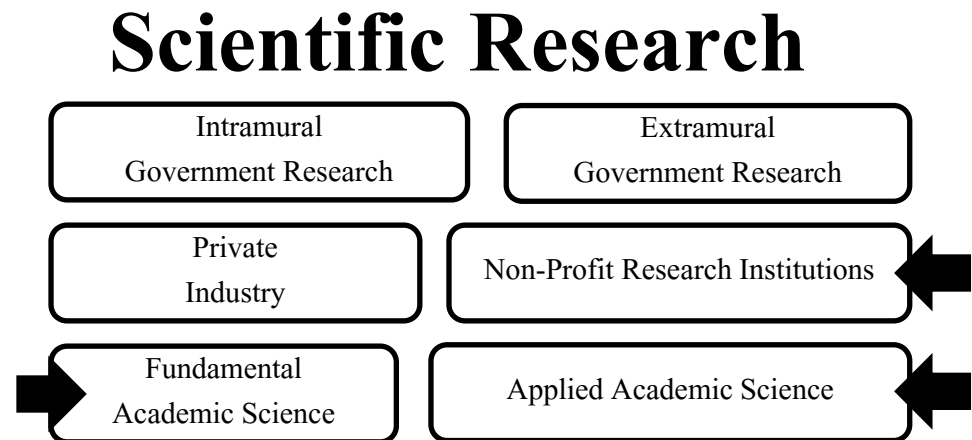 Scientific Research
Intramural
Government Research
Extramural
Government Research
Private
Industry
Non-Profit Research Institutions
Fundamental
Academic Science
Applied Academic Science